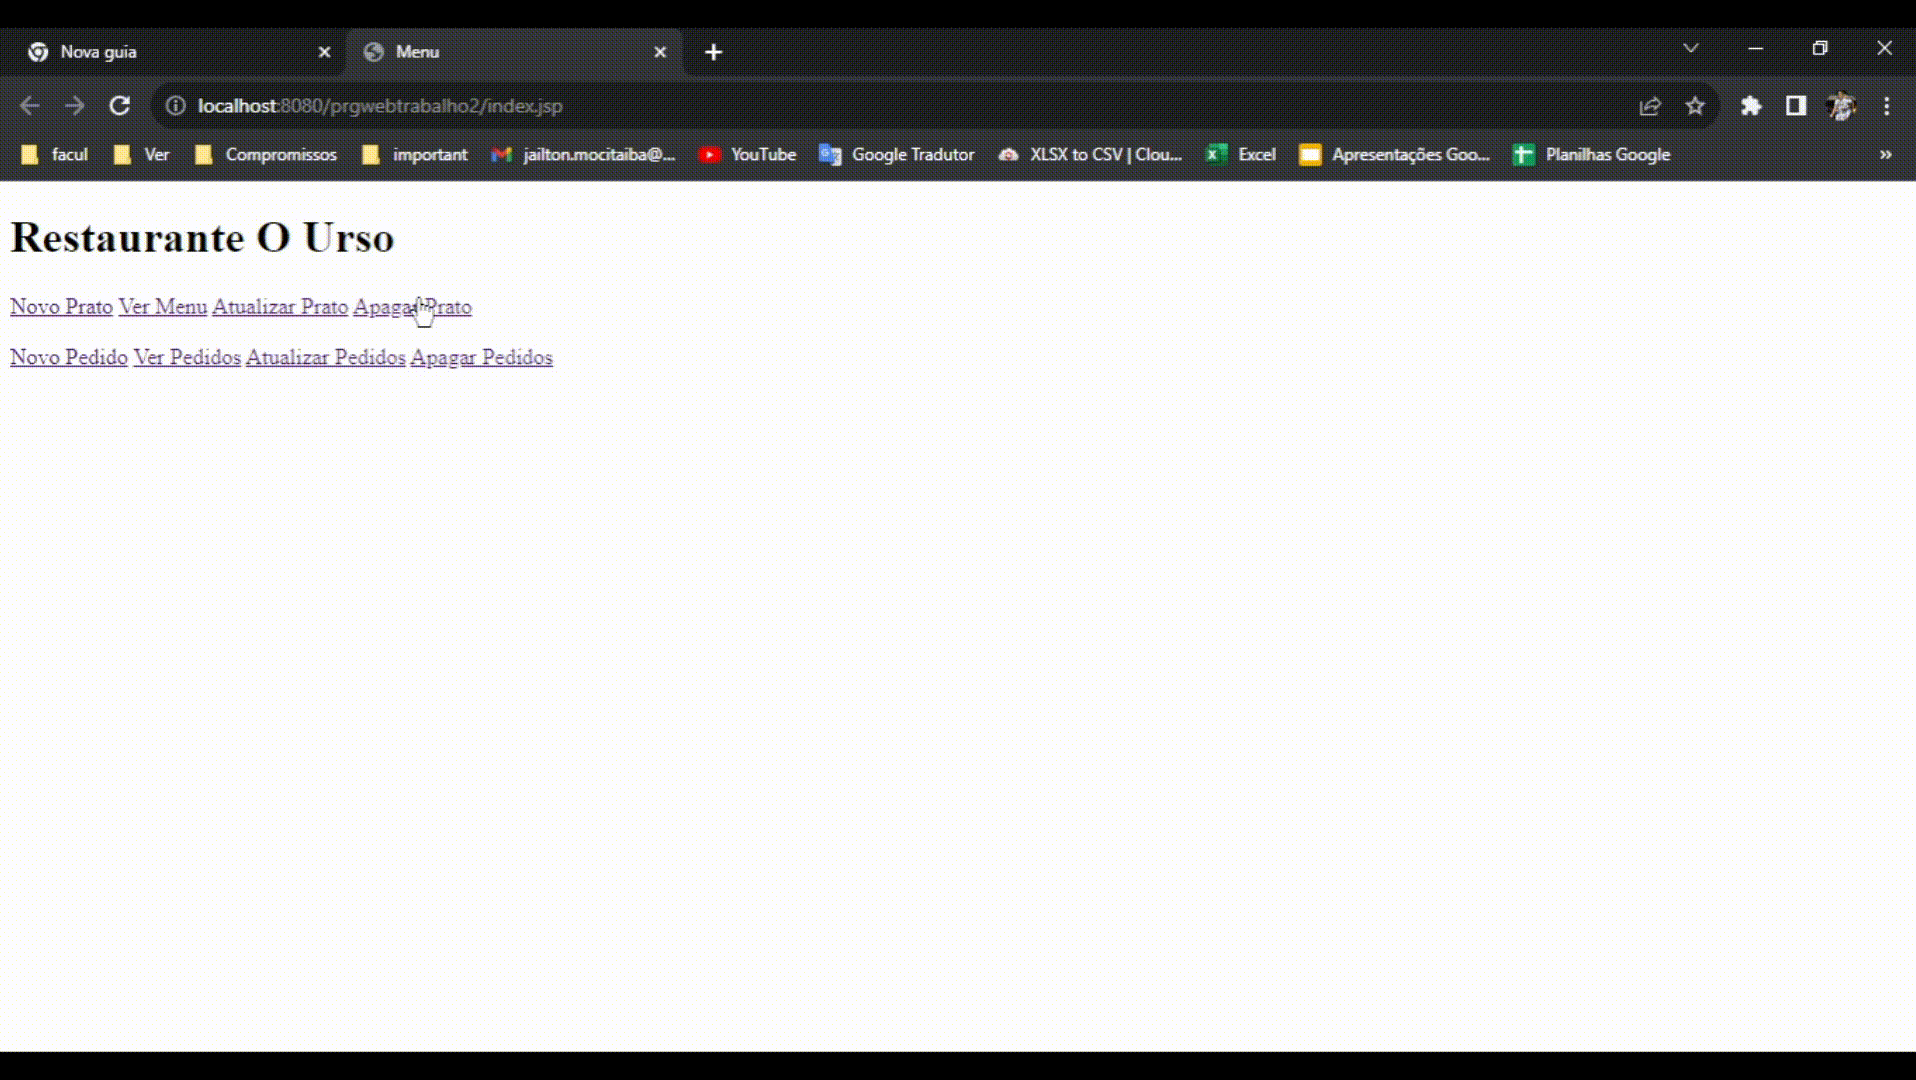 Nova guia Menu
localhost:8080/prgwebtrabalho2/index.jsp
facul Ver Compromissos important jailton.mocitaiba@... YouTube Google Tradutor XLSX to CSV | Clou... Excel Apresentações Goo... Planilhas Google »
Restaurante O Urso
Novo Prato Ver Menu Atualizar Prato Apagar Prato
Novo Pedido Ver Pedidos Atualizar Pedidos Apagar Pedidos